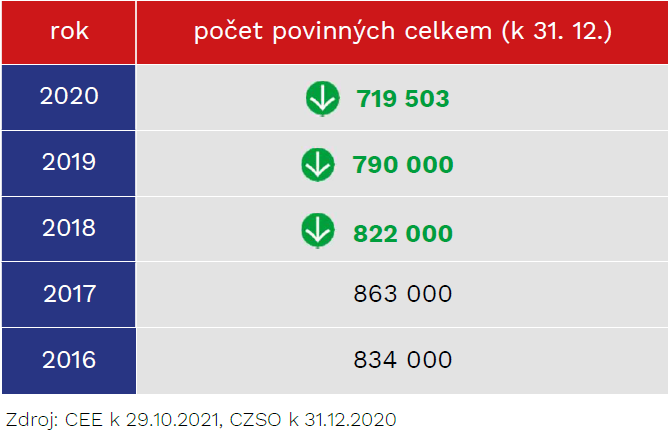 rok počet povinných celkem (k 31. 12.)
2020 719 503
2019 790 000
2018 822 000
2017 863 000
2016 834 000
Zdroj: CEE k 29.10.2021, CZSO k 31.12.2020